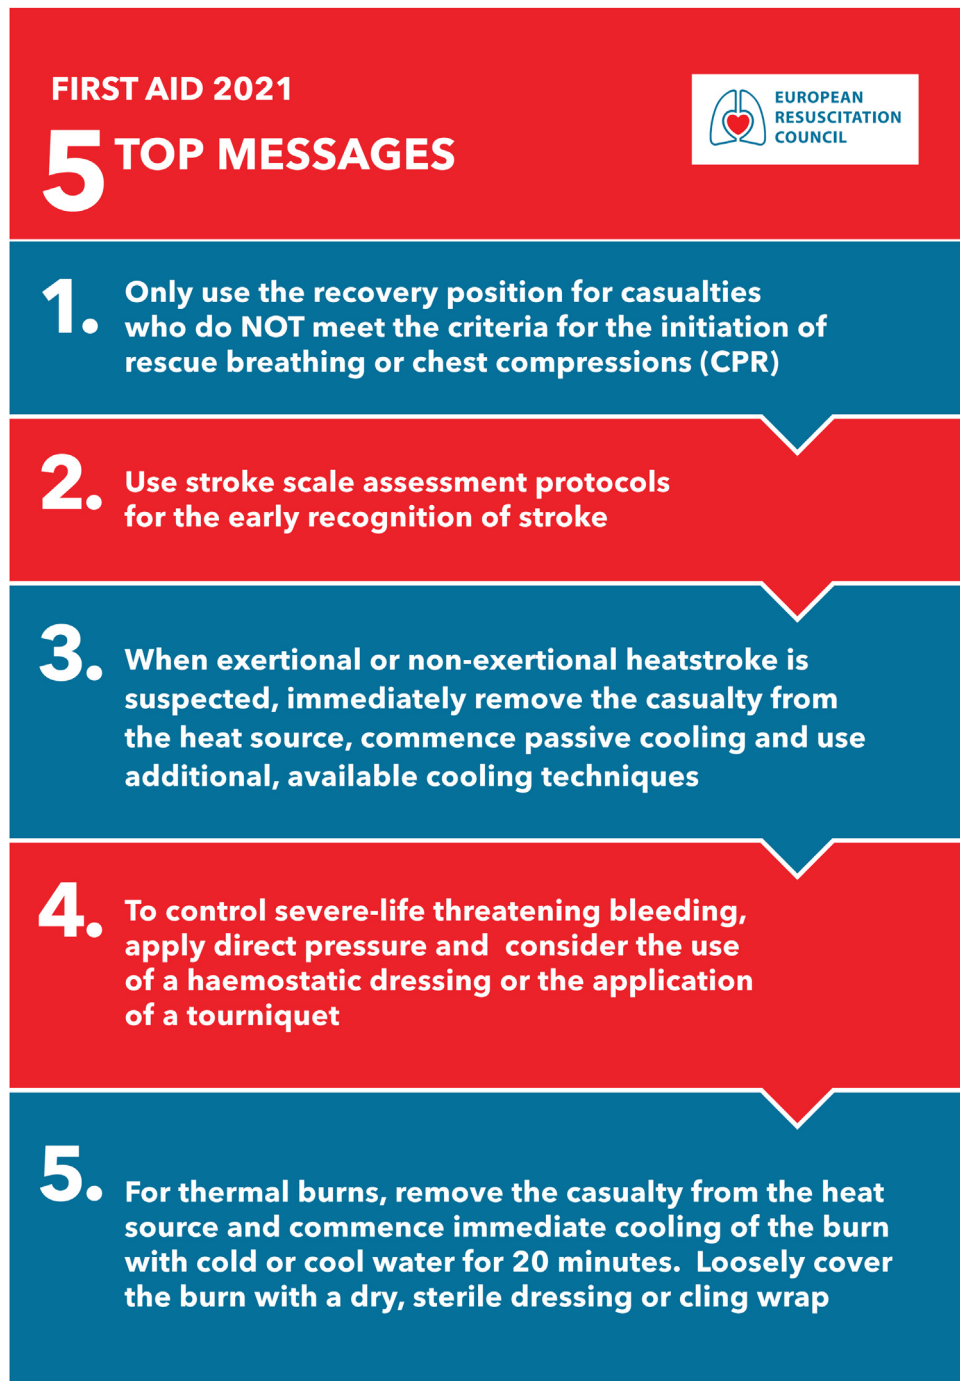 FIRST AID 2021
5 TOP MESSAGES
EUROPEAN
RESUSCITATION
COUNCIL
1. Only use the recovery position for casualties
who do NOT meet the criteria for the initiation of
rescue breathing or chest compressions (CPR)
2. Use stroke scale assessment protocols
for the early recognition of stroke
3. When exertional or non-exertional heatstroke is
suspected, immediately remove the casualty from
the heat source, commence passive cooling and use
additional, available cooling techniques
4. To control severe-life threatening bleeding,
apply direct pressure and  consider the use
of a haemostatic dressing or the application
of a tourniquet
5. For thermal burns, remove the casualty from the heat
source and commence immediate cooling of the burn
with cold or cool water for 20 minutes.  Loosely cover
the burn with a dry, sterile dressing or cling wrap